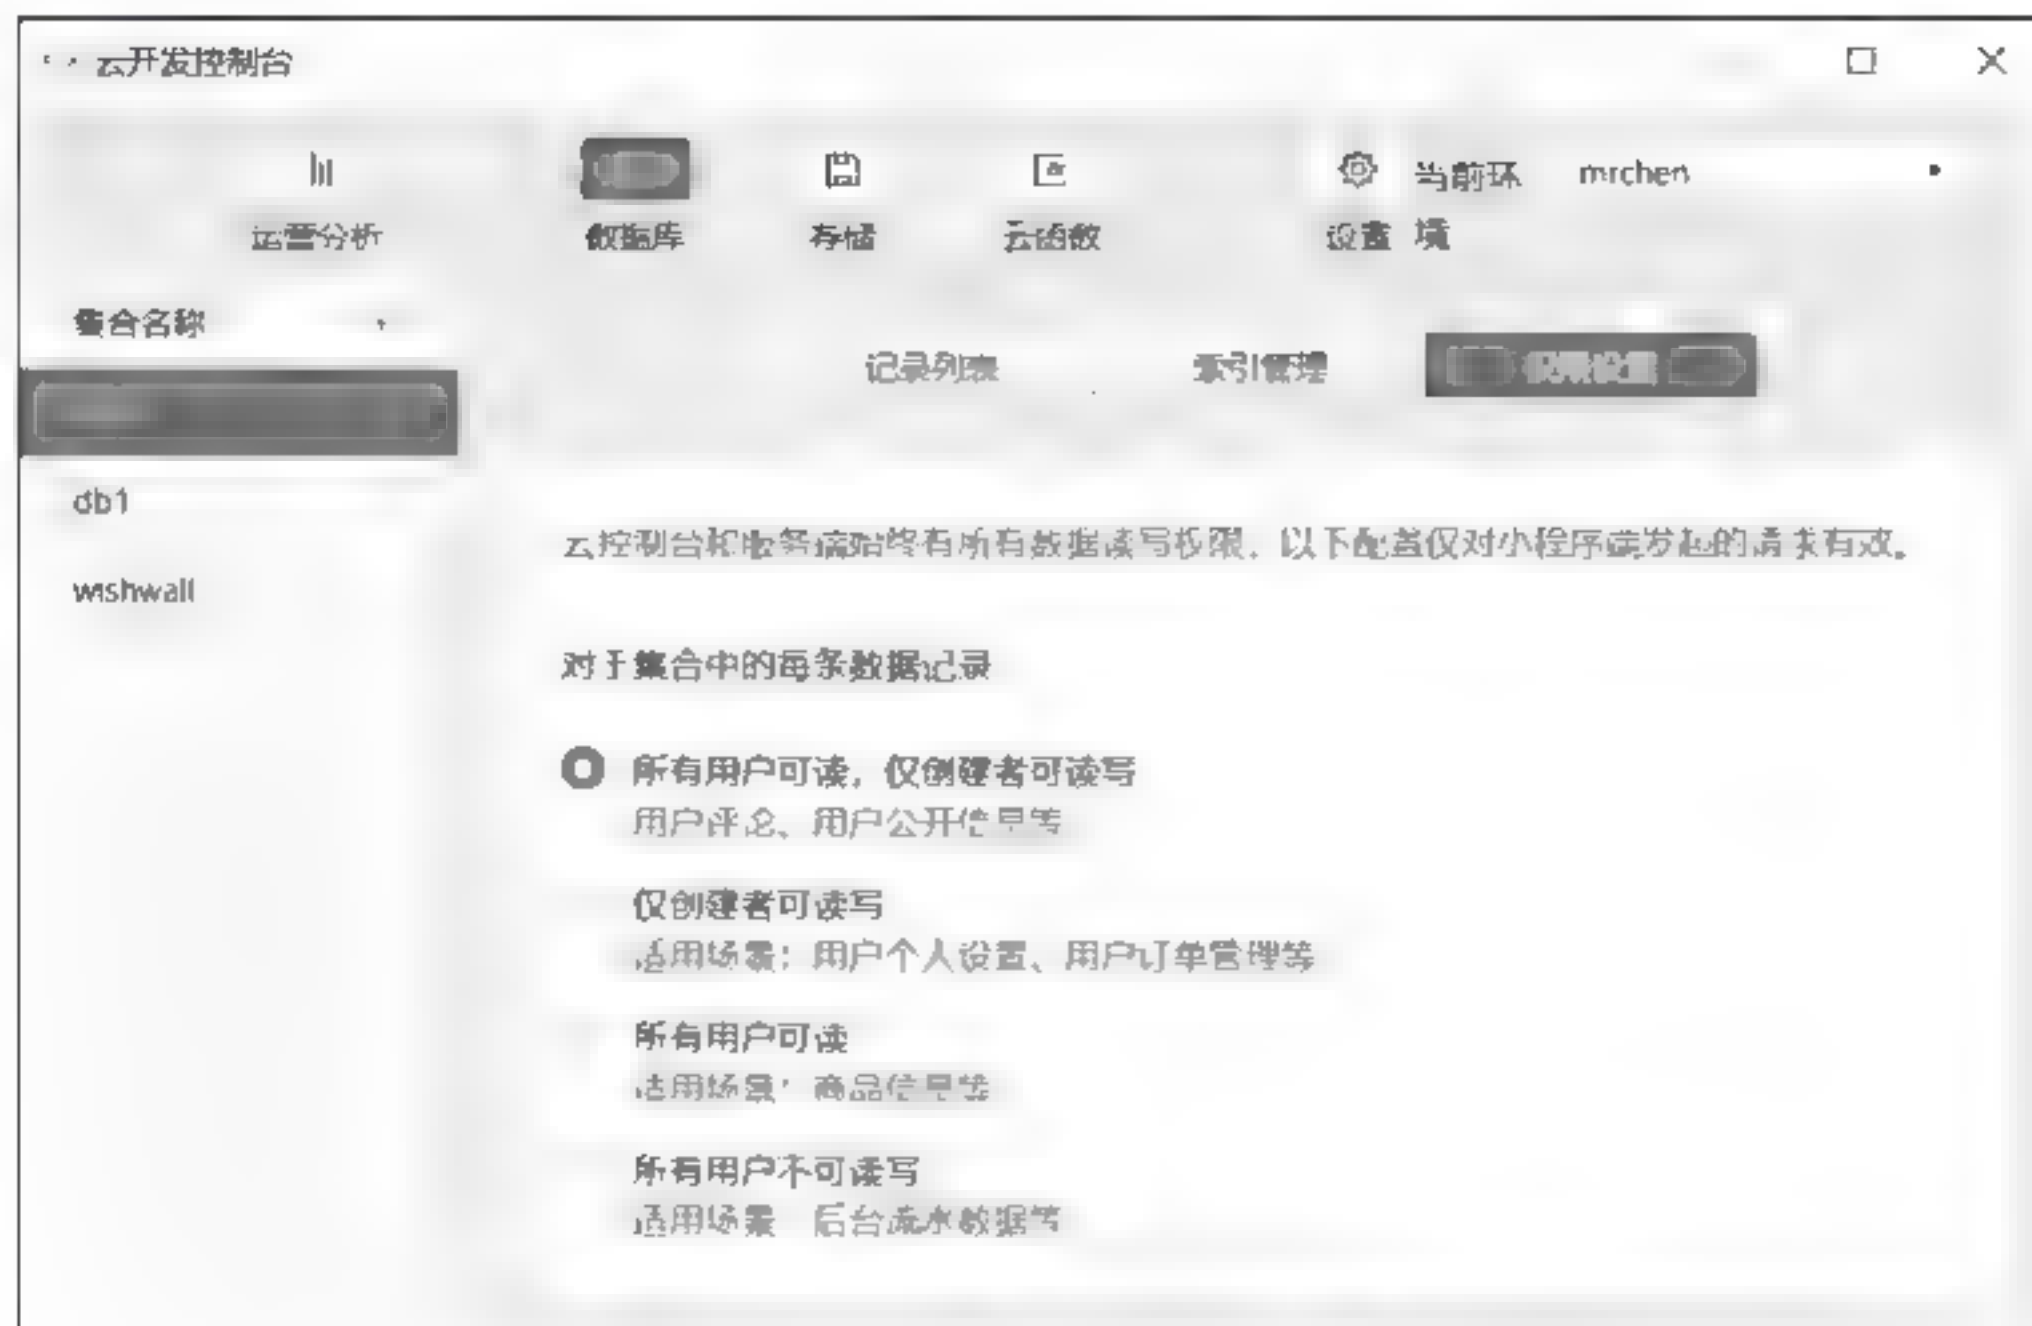 云开发控制台
运营分析 数据库 存储 云函数 设置 当前环境 mrchen
集合名称
记录列表 索引管理 权限设置
db1
云控制台和服务端始终有所有数据读写权限，以下配置仅对小程序端发起的请求有效。
wishwall
对于集合中的每条数据记录
所有用户可读，仅创建者可读写
用户评论、用户公开信息等
仅创建者可读写
适用场景：用户个人设置、用户订单管理等
所有用户可读
适用场景：商品信息等
所有用户不可读写
适用场景：后台流水数据等